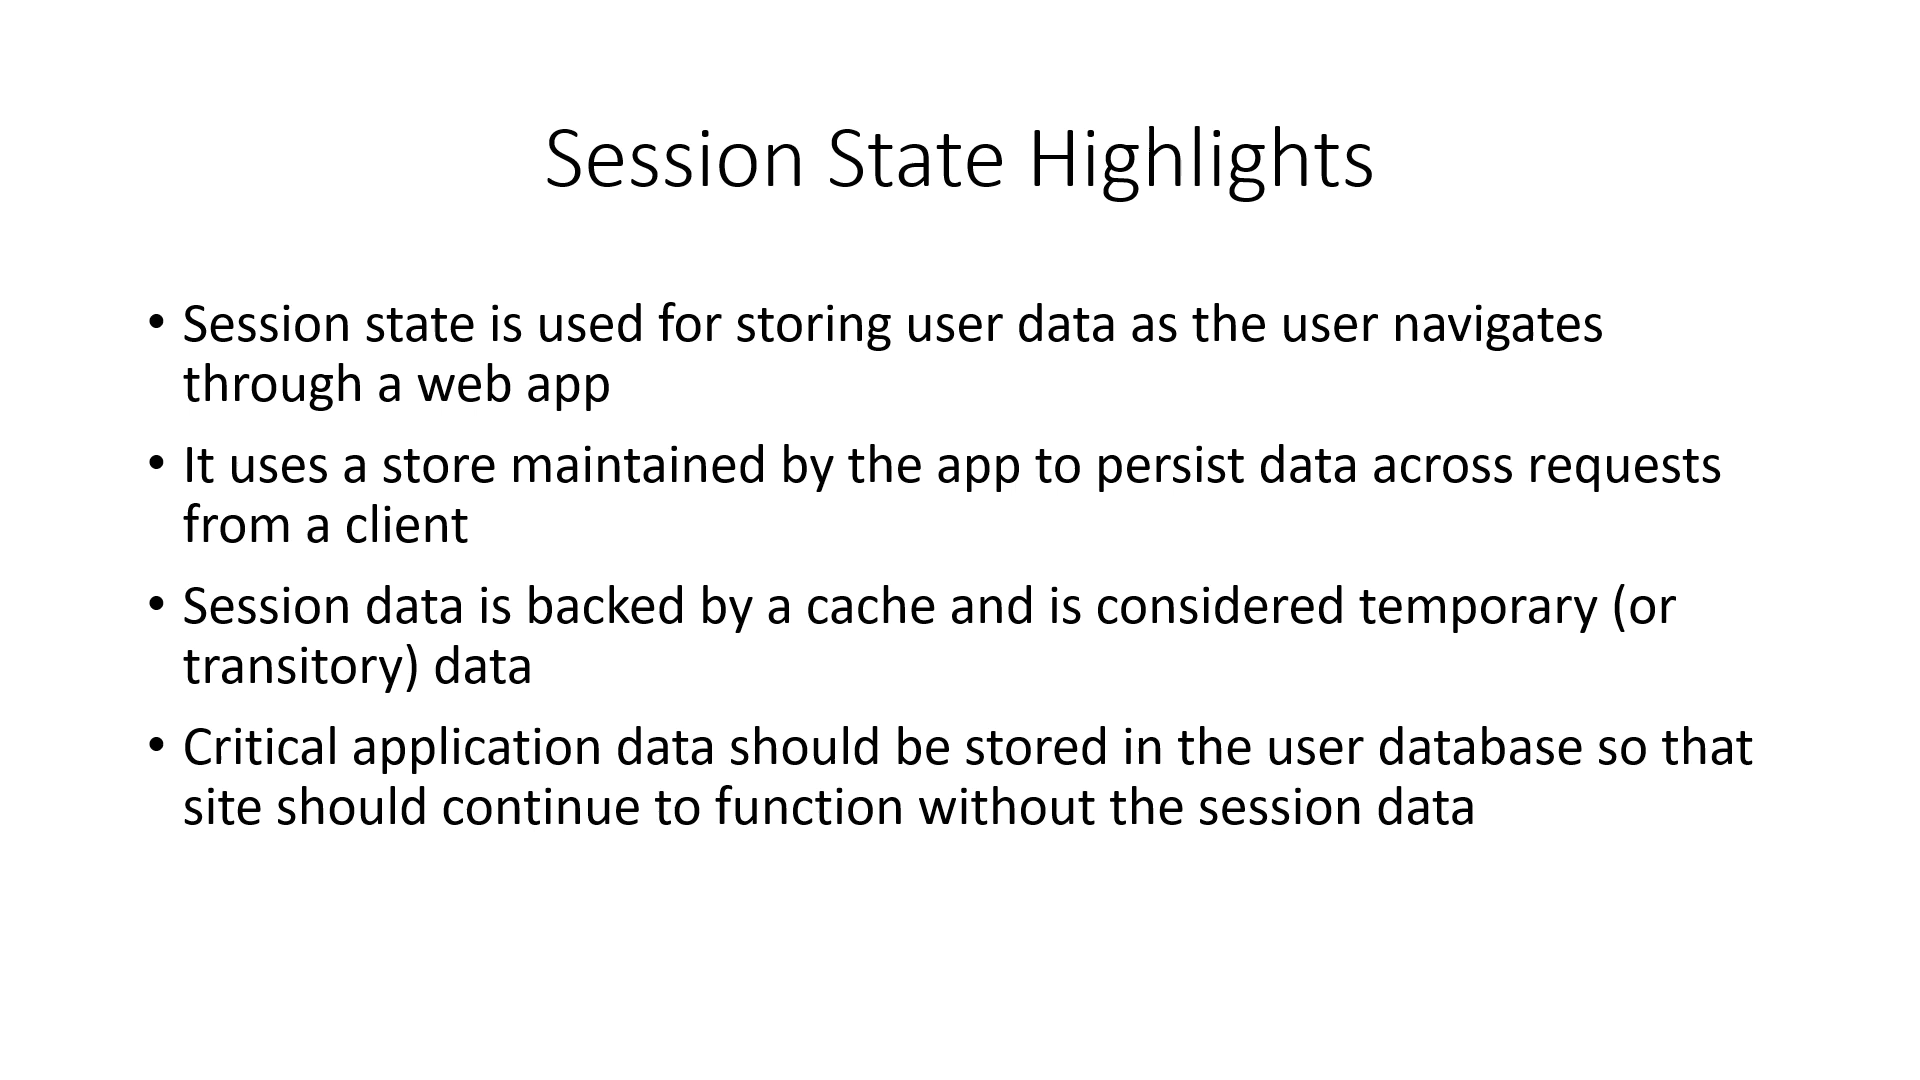 Session State Highlights
• Session state is used for storing user data as the user navigates
through a web app
• It uses a store maintained by the app to persist data across requests
from a client
• Session data is backed by a cache and is considered temporary (or
transitory) data
• Critical application data should be stored in the user database so that
site should continue to function without the session data